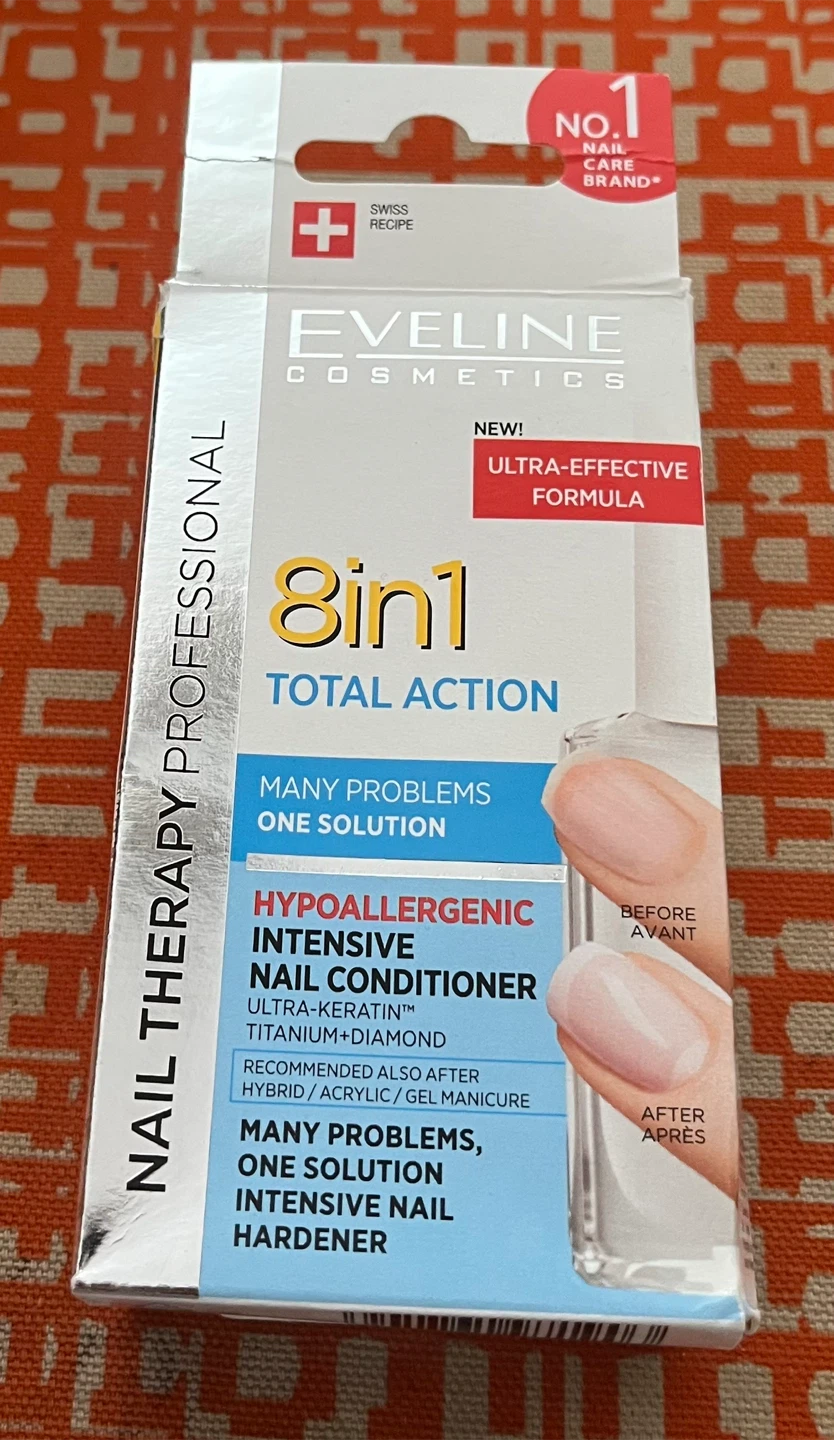 NO.1
NAIL
CARE
BRAND*
SWISS
RECIPE
EVELINE
COSMETICS
NEW!
ULTRA-EFFECTIVE
FORMULA
8in1
TOTAL ACTION
MANY PROBLEMS
ONE SOLUTION
HYPOALLERGENIC
INTENSIVE
NAIL CONDITIONER
ULTRA-KERATIN™
TITANIUM+DIAMOND
RECOMMENDED ALSO AFTER
HYBRID / ACRYLIC / GEL MANICURE
MANY PROBLEMS,
ONE SOLUTION
INTENSIVE NAIL
HARDENER
BEFORE
AVANT
AFTER
APRÈS
NAIL THERAPY PROFESSIONAL